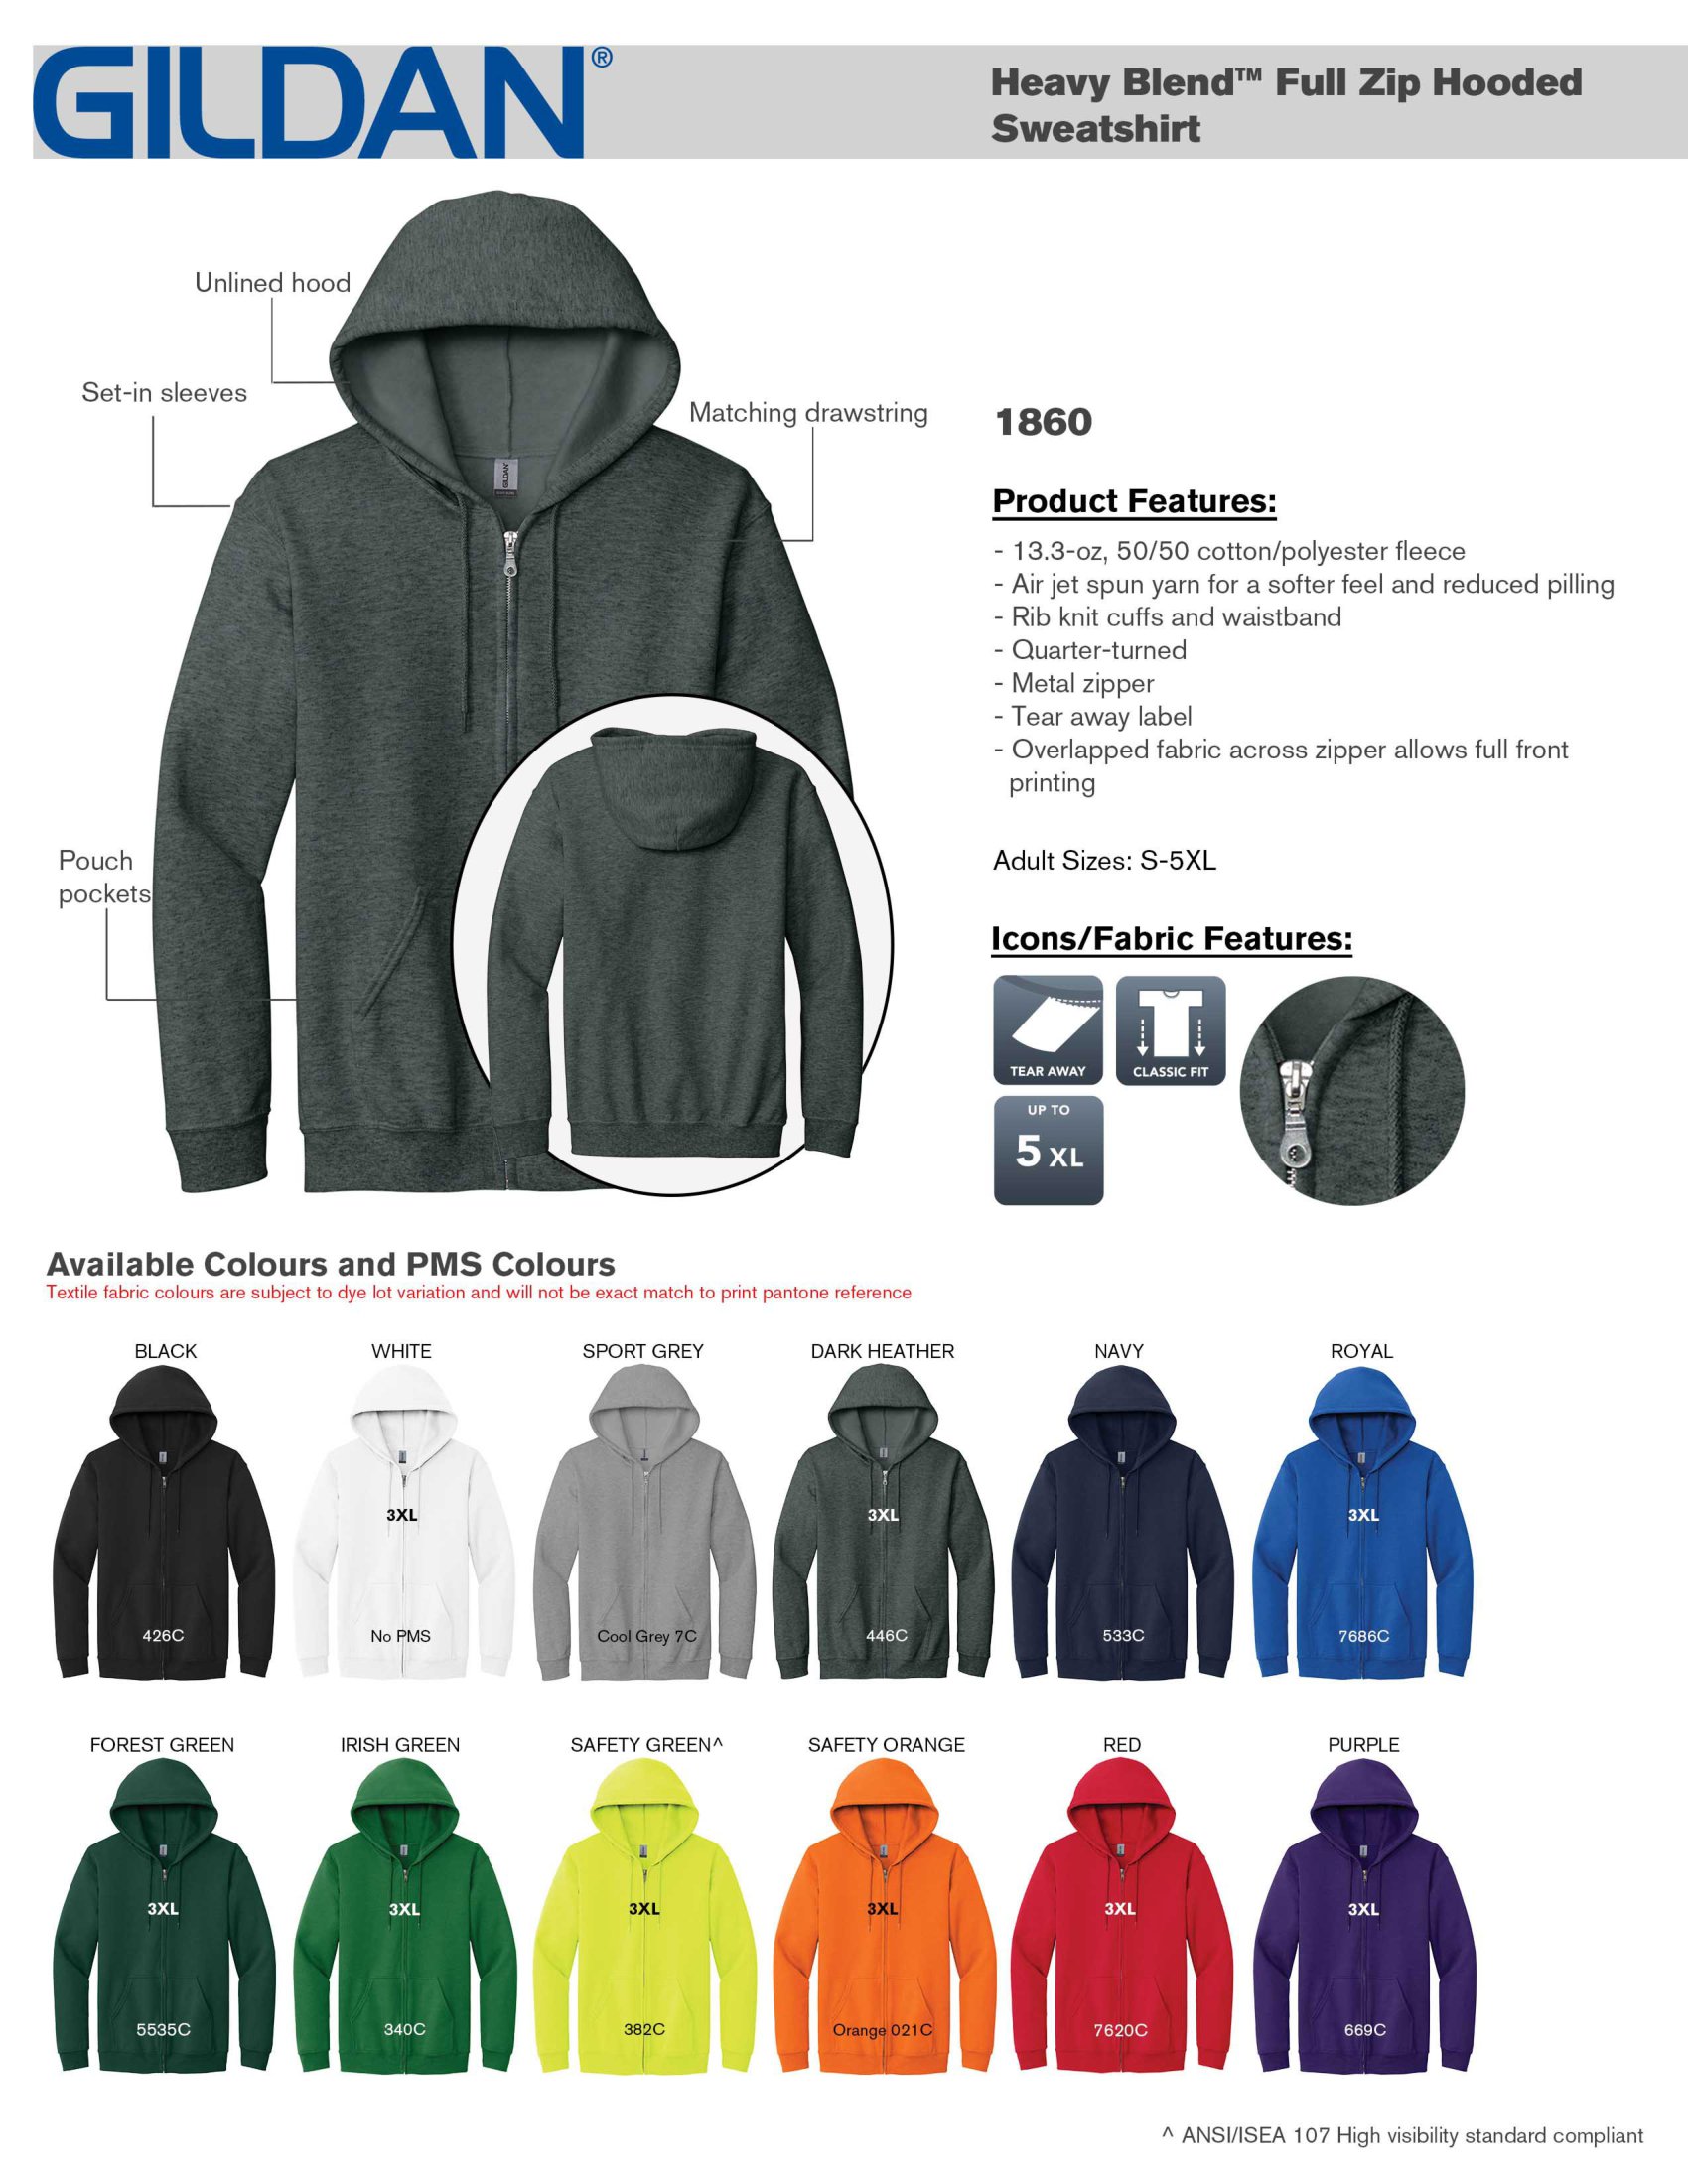 GILDAN®
Heavy Blend™ Full Zip Hooded
Sweatshirt
Unlined hood
Set-in sleeves
Matching drawstring
GILDAN
Pouch
pockets
1860
Product Features:
- 13.3-oz, 50/50 cotton/polyester fleece
- Air jet spun yarn for a softer feel and reduced pilling
- Rib knit cuffs and waistband
- Quarter-turned
- Metal zipper
- Tear away label
- Overlapped fabric across zipper allows full front
printing
Adult Sizes: S-5XL
Icons/Fabric Features:
TEAR AWAY
CLASSIC FIT
UP TO
5 XL
Available Colours and PMS Colours
Textile fabric colours are subject to dye lot variation and will not be exact match to print pantone reference
BLACK WHITE SPORT GREY DARK HEATHER NAVY ROYAL
3XL 3XL 3XL
426C No PMS Cool Grey 7C 446C 533C 7686C
FOREST GREEN IRISH GREEN SAFETY GREEN^ SAFETY ORANGE RED PURPLE
3XL 3XL 3XL 3XL 3XL 3XL
5535C 340C 382C Orange 021C 7620C 669C
^ ANSI/ISEA 107 High visibility standard compliant